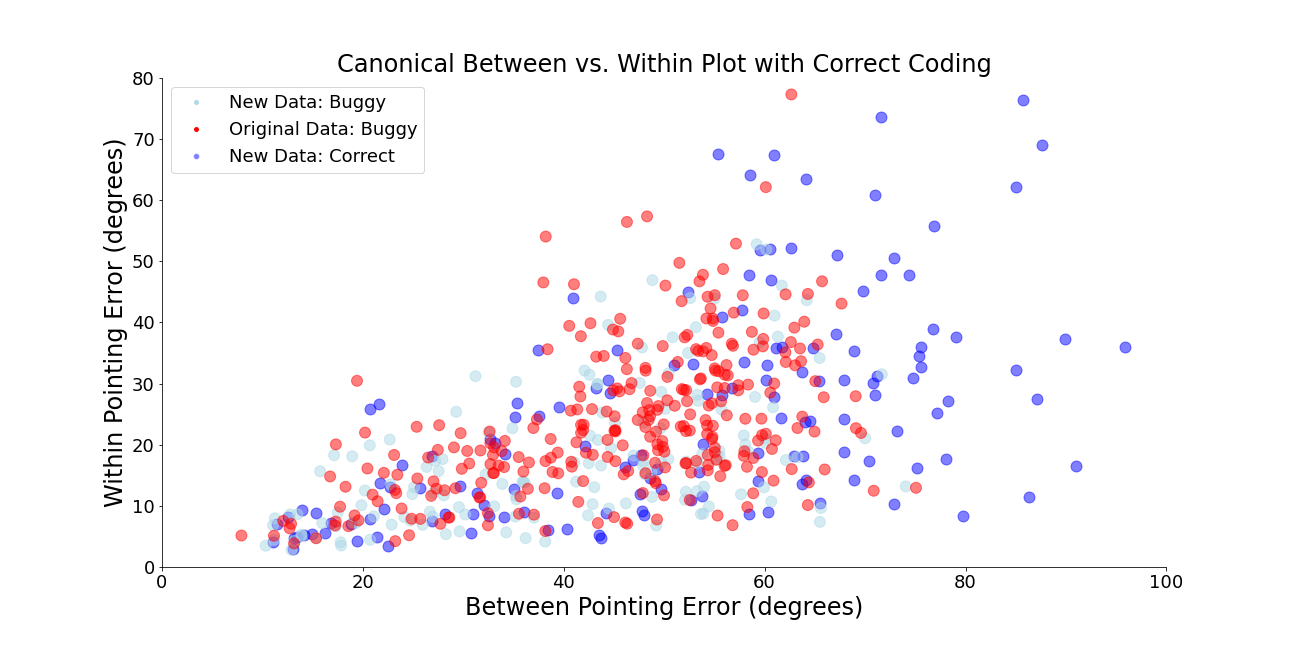 Canonical Between vs. Within Plot with Correct Coding
New Data: Buggy
Original Data: Buggy
New Data: Correct
Within Pointing Error (degrees)
80
70
60
50
40
30
20
10
0
0 20 40 60 80 100
Between Pointing Error (degrees)